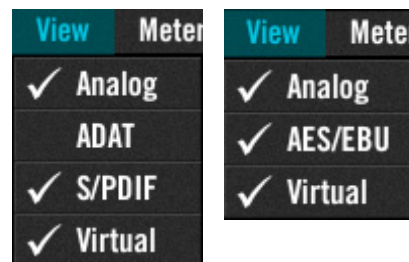 View Meter
✓ Analog
ADAT
✓ S/PDIF
✓ Virtual
View Mete
✓ Analog
✓ AES/EBU
✓ Virtual